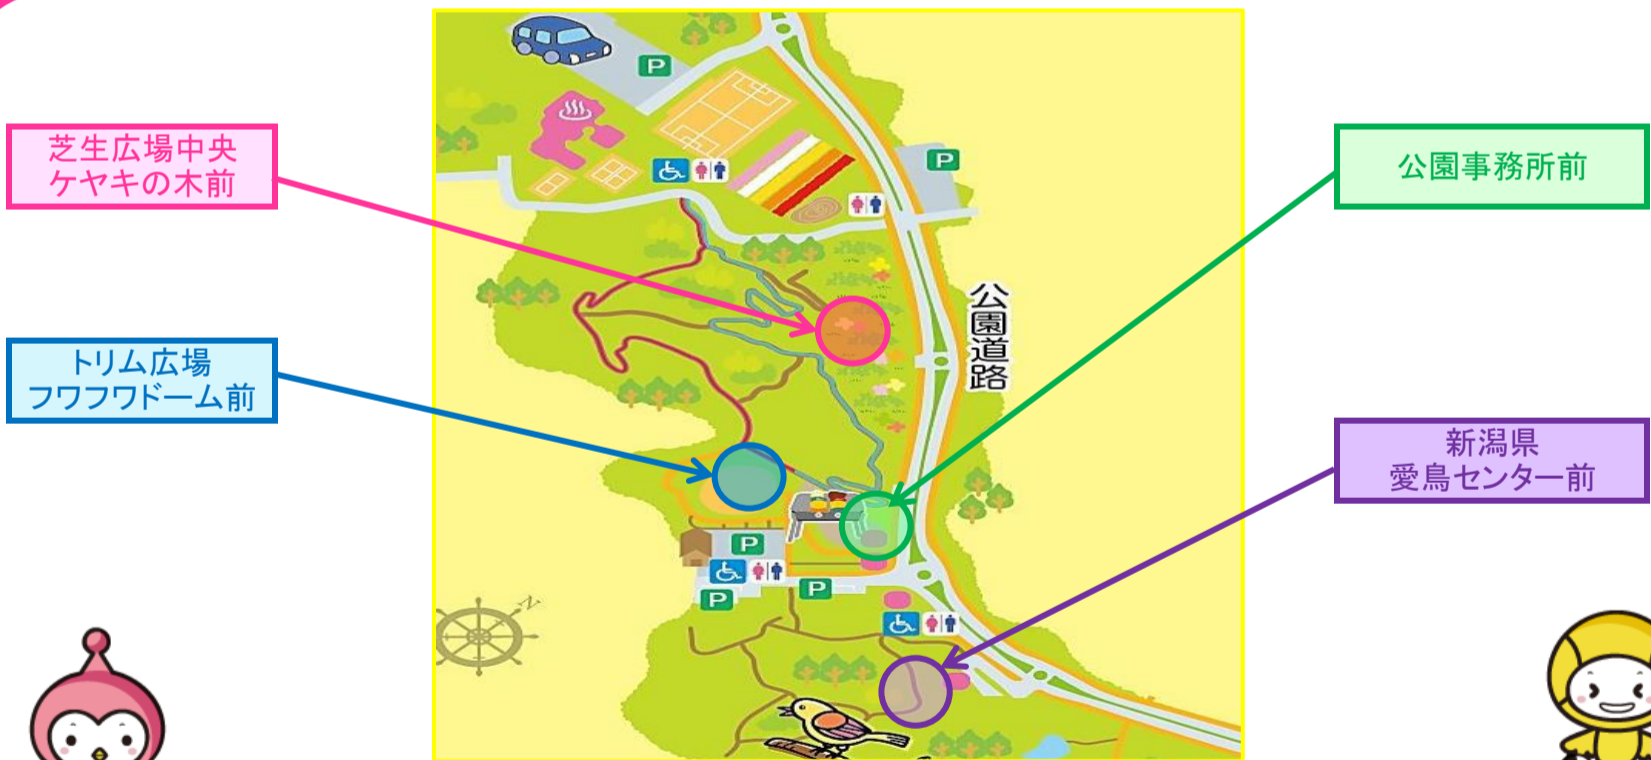 芝生広場中央
ケヤキの木前
トリム広場
フワフワドーム前
公園事務所前
新潟県
愛鳥センター前
公園道路
P
P
P
P
P
N